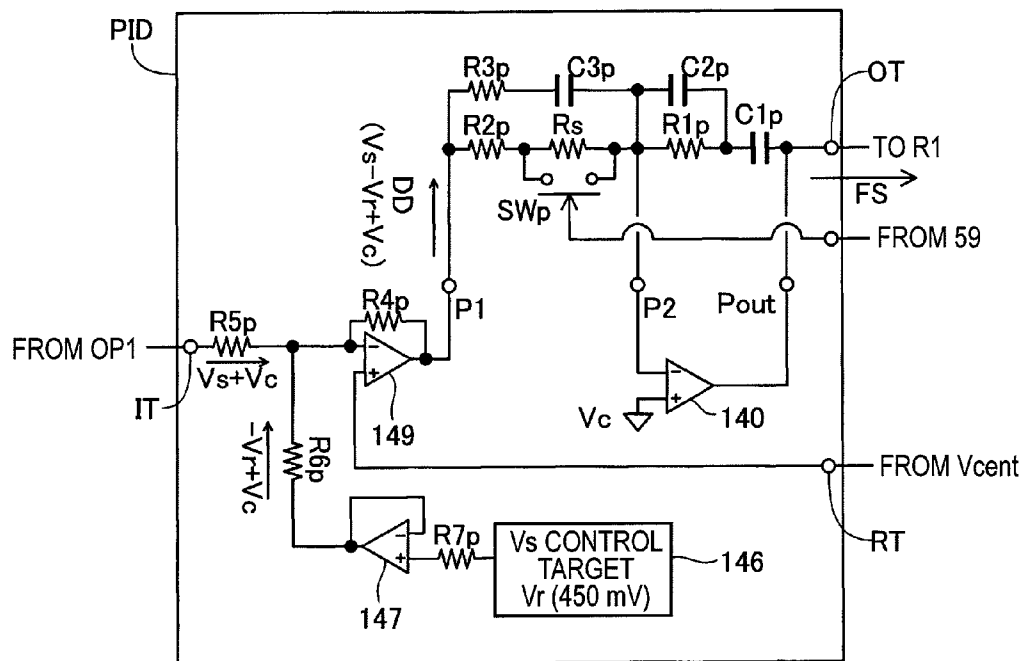 PID
R3p
C3p
C2p
OT
R2p
Rs
R1p
C1p
TO R1
FS
SWp
FROM 59
DD
(Vs−Vr+Vc)
P1
P2
Pout
R4p
R5p
FROM OP1
Vs+Vc
IT
149
Vc
140
−Vr+Vc
R6p
FROM Vcent
RT
R7p
147
Vs CONTROL
TARGET
Vr (450 mV)
146